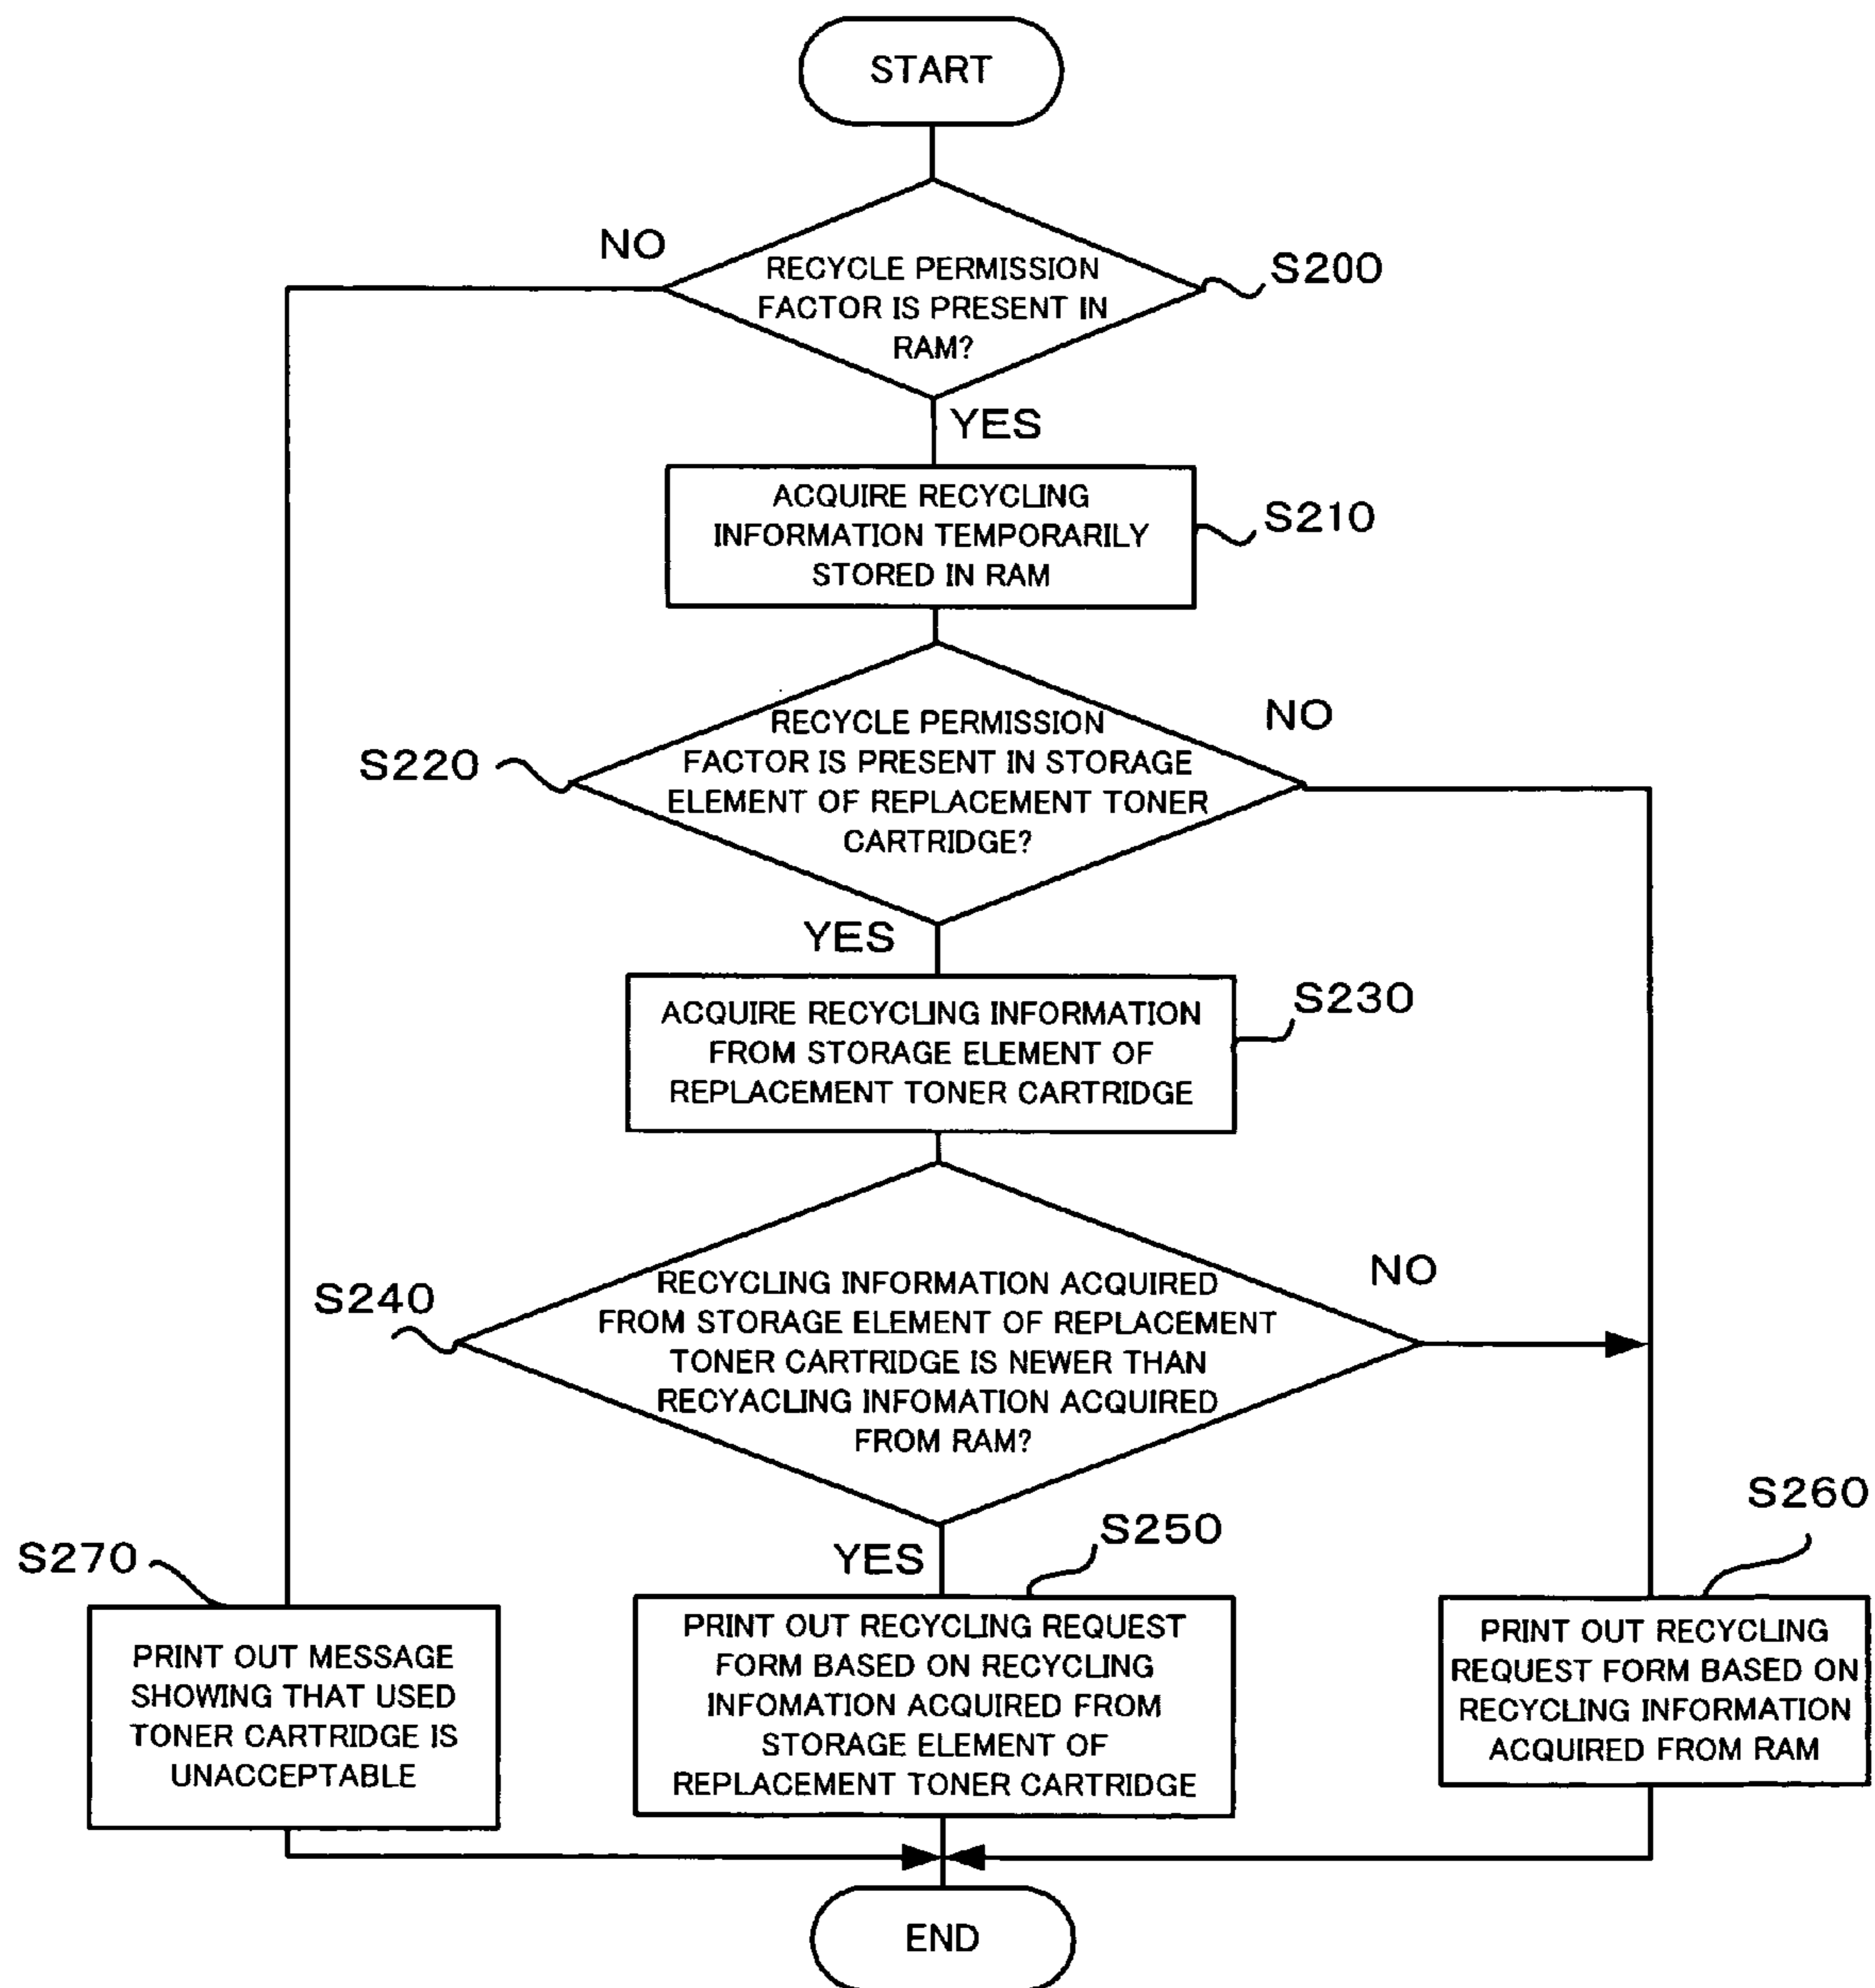 START
NO
RECYCLE PERMISSION
FACTOR IS PRESENT IN
RAM?
S200
YES
ACQUIRE RECYCLING
INFORMATION TEMPORARILY
STORED IN RAM
S210
RECYCLE PERMISSION
FACTOR IS PRESENT IN STORAGE
ELEMENT OF REPLACEMENT TONER
CARTRIDGE?
NO
S220
YES
ACQUIRE RECYCLING INFORMATION
FROM STORAGE ELEMENT OF
REPLACEMENT TONER CARTRIDGE
S230
RECYCLING INFORMATION ACQUIRED
FROM STORAGE ELEMENT OF REPLACEMENT
TONER CARTRIDGE IS NEWER THAN
RECYACLING INFOMATION ACQUIRED
FROM RAM?
NO
S240
YES
S250
S260
S270
PRINT OUT MESSAGE
SHOWING THAT USED
TONER CARTRIDGE IS
UNACCEPTABLE
PRINT OUT RECYCLING REQUEST
FORM BASED ON RECYCLING
INFOMATION ACQUIRED FROM
STORAGE ELEMENT OF
REPLACEMENT TONER CARTRIDGE
PRINT OUT RECYCLING
REQUEST FORM BASED ON
RECYCLING INFORMATION
ACQUIRED FROM RAM
END